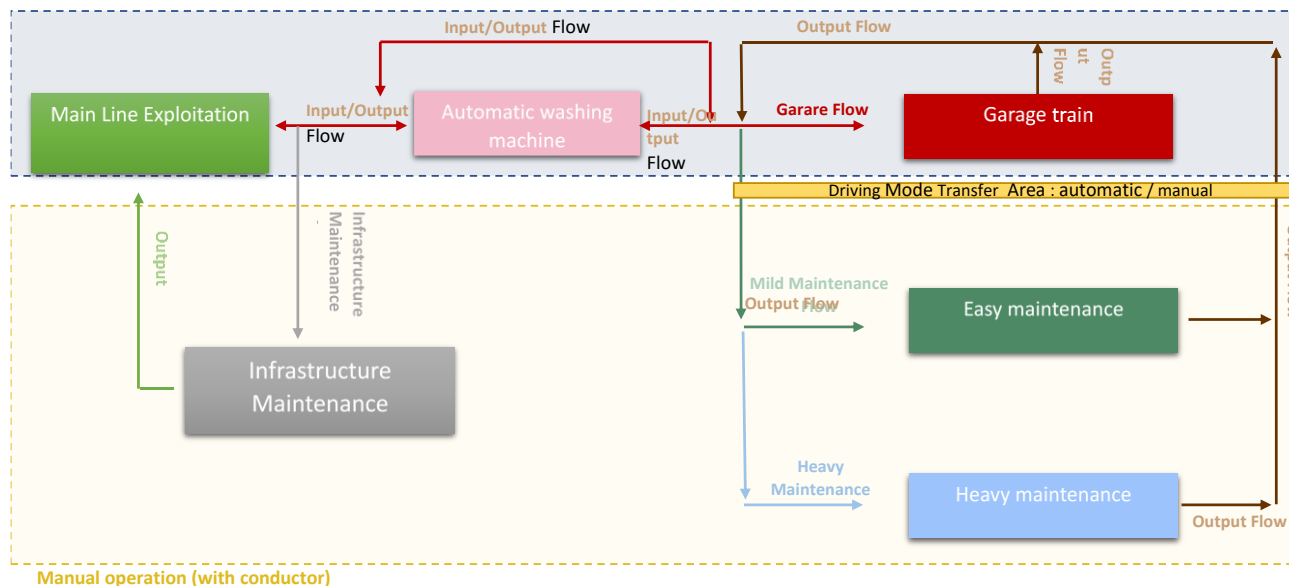 Input/Output Flow
Output Flow
Outp
ut
Flow
Main Line Exploitation
Input/Output
Flow
Automatic washing
machine
Input/Ou
tput
Flow
Garare Flow
Garage train
Driving Mode Transfer Area : automatic / manual
Output
Infrastructure
Maintenance
Mild Maintenance
Flow
Output Flow
Easy maintenance
Infrastructure
Maintenance
Heavy
Maintenance
Heavy maintenance
Output Flow
Manual operation (with conductor)